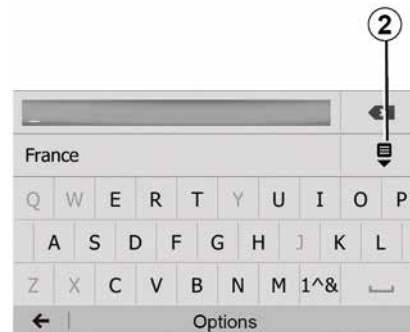 2
France
Q W E R T Y U I O P
A S D F G H J K L
Z X C V B N M 1^&
Options